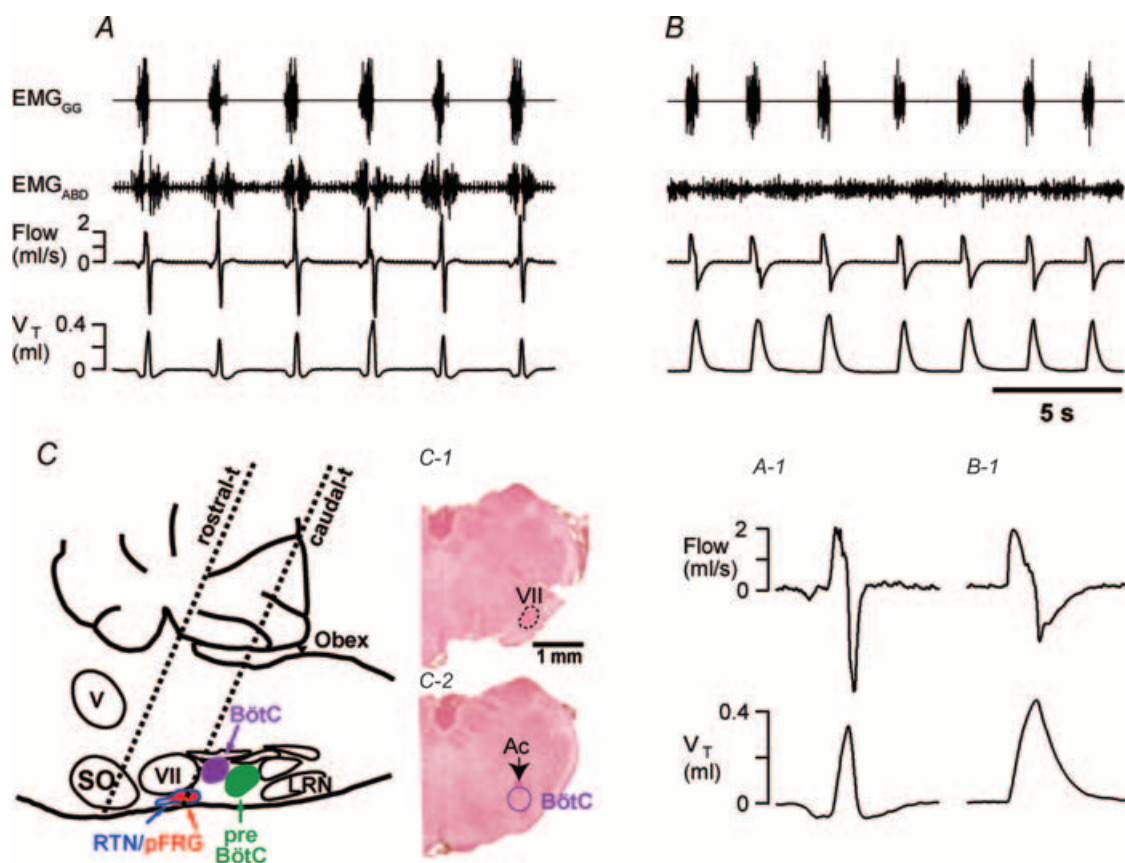 A
EMG_GG
EMG_ABD
Flow
(ml/s)
2
0
V_T
(ml)
0.4
0
B
5 s
C
rostral-t
caudal-t
Obex
V
SO
VII
BötC
LRN
RTN/pFRG
pre
BötC
C-1
VII
1 mm
C-2
Ac
BötC
A-1
B-1
Flow
(ml/s)
2
0
V_T
(ml)
0.4
0